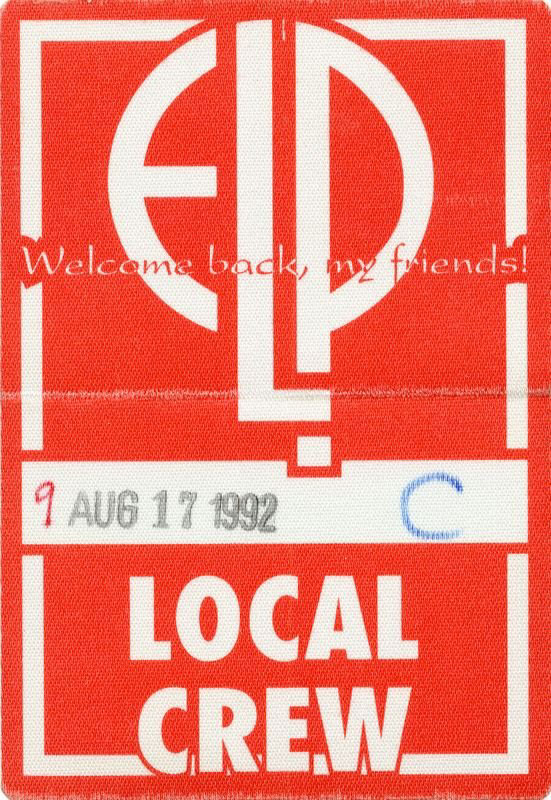 ELP
Welcome back, my friends!
9 AUG 17 1992 C
LOCAL
CREW